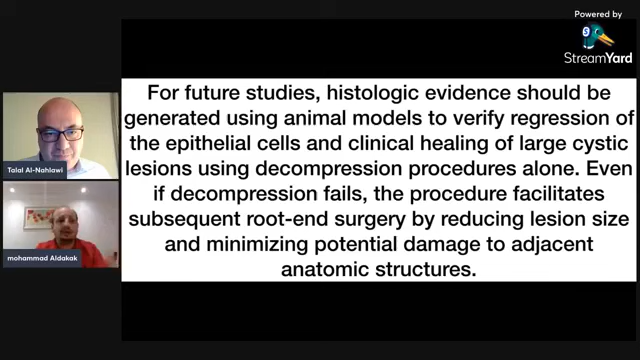 Powered by
StreamYard
For future studies, histologic evidence should be
generated using animal models to verify regression of
the epithelial cells and clinical healing of large cystic
lesions using decompression procedures alone. Even
if decompression fails, the procedure facilitates
subsequent root-end surgery by reducing lesion size
and minimizing potential damage to adjacent
anatomic structures.
Talal Al-Nahlawi
mohammad Aldakak